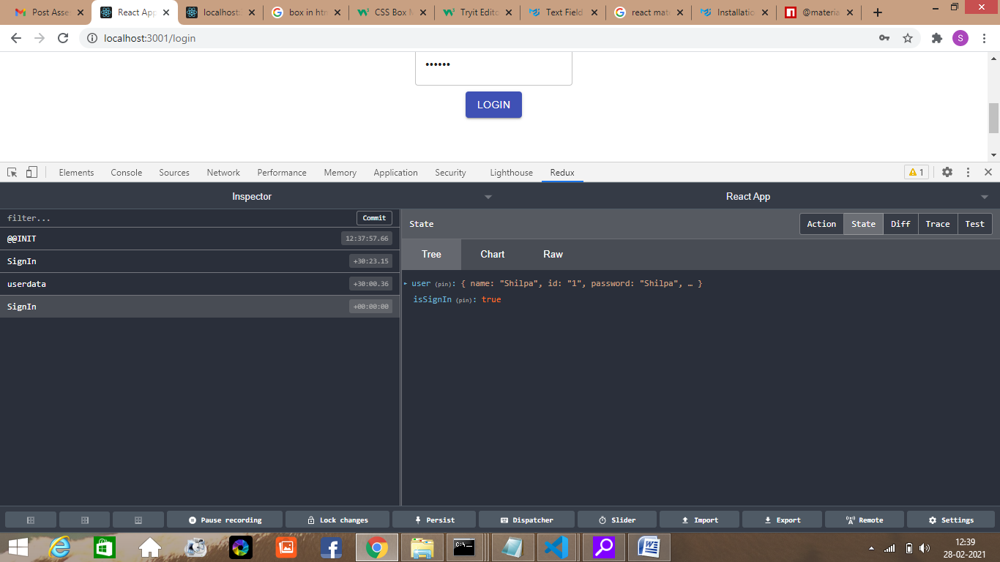 Post Asse
React App
localhost:
box in htm
CSS Box M
Tryit Edito
Text Field
react mate
Installatio
@materia
localhost:3001/login
S
••••••
LOGIN
Elements Console Sources Network Performance Memory Application Security Lighthouse Redux 1
Inspector React App
filter... Commit
State Action State Diff Trace Test
@@INIT 12:37:57.66
SignIn +30:23.15
userdata +30:00.36
SignIn +00:00:00
Tree Chart Raw
user (pin): { name: "Shilpa", id: "1", password: "Shilpa", … }
isSignIn (pin): true
Pause recording Lock changes Persist Dispatcher Slider Import Export Remote Settings
C:\_
12:39
28-02-2021